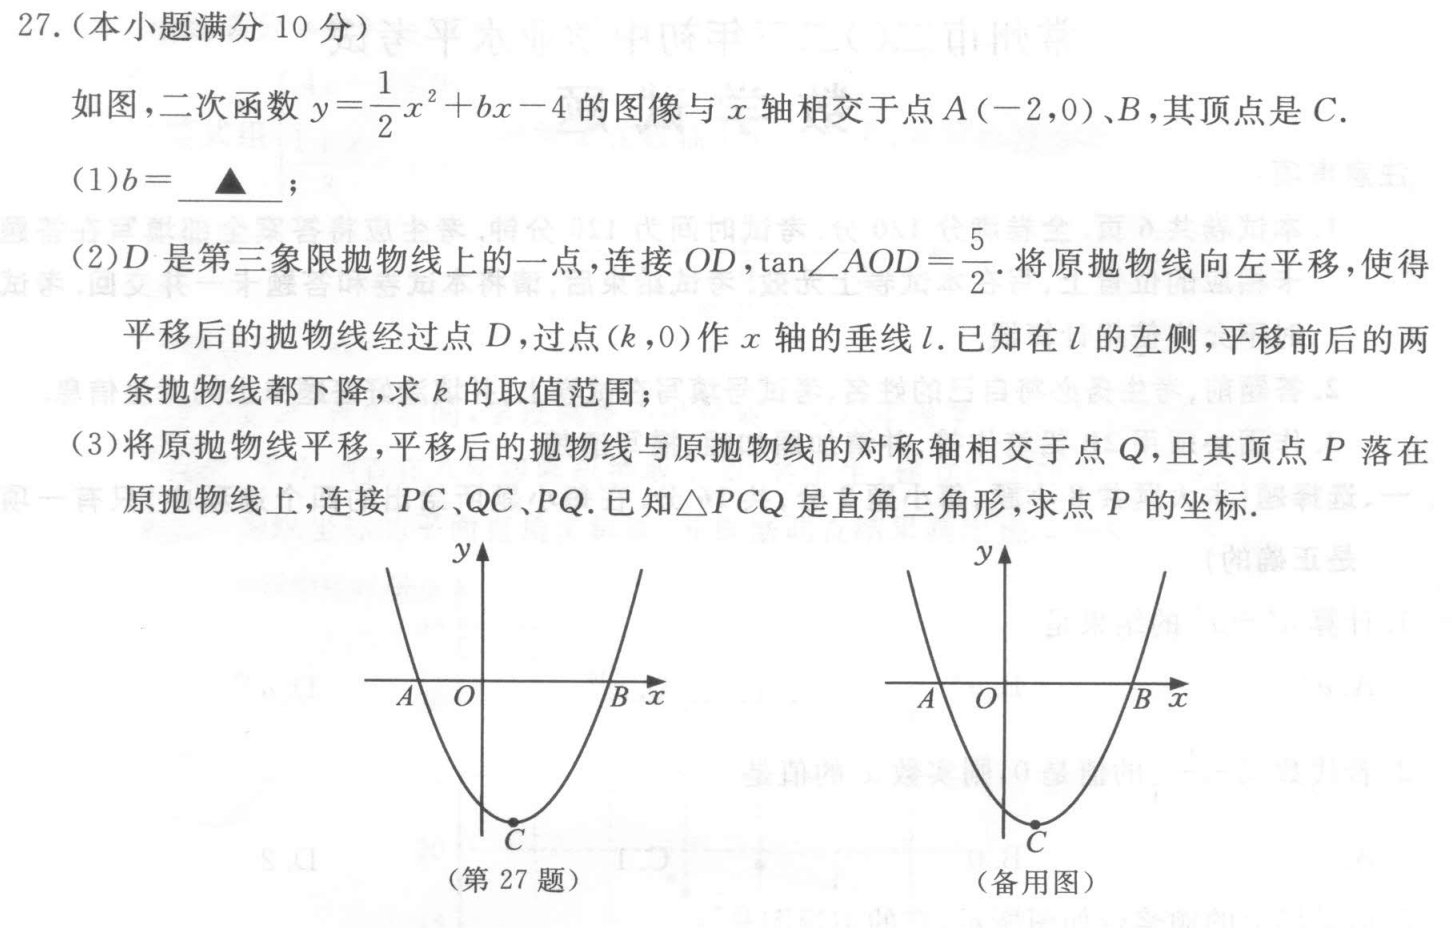 27. (本小题满分 10 分)
如图,二次函数 y=\frac{1}{2}x²+bx-4 的图像与 x 轴相交于点 A(-2,0)、B,其顶点是 C.
(1)b= ▲ ;
(2)D 是第三象限抛物线上的一点,连接 OD,tan∠AOD=\frac{5}{2}. 将原抛物线向左平移,使得
平移后的抛物线经过点 D,过点(k,0)作 x 轴的垂线 l. 已知在 l 的左侧,平移前后的两
条抛物线都下降,求 k 的取值范围;
(3)将原抛物线平移,平移后的抛物线与原抛物线的对称轴相交于点 Q,且其顶点 P 落在
原抛物线上,连接 PC、QC、PQ. 已知△PCQ 是直角三角形,求点 P 的坐标.
y
A O B x
C
(第 27 题)
y
A O B x
C
(备用图)